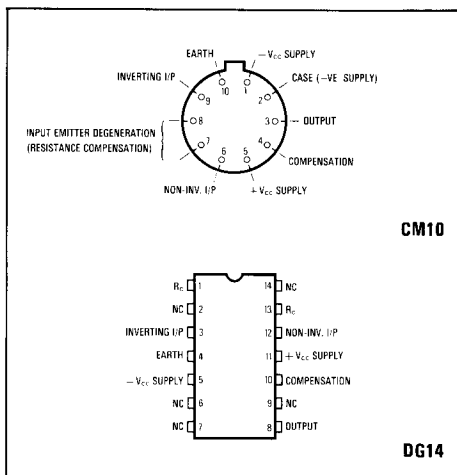 EARTH
− Vcc SUPPLY
INVERTING I/P
10
1
CASE (−VE SUPPLY)
9
2
8
3
OUTPUT
INPUT EMITTER DEGENERATION
(RESISTANCE COMPENSATION)
7
4
6
5
COMPENSATION
NON-INV. I/P
+ Vcc SUPPLY
CM10
Rc 1 14 NC
NC 2 13 Rc
INVERTING I/P 3 12 NON-INV. I/P
EARTH 4 11 + Vcc SUPPLY
− Vcc SUPPLY 5 10 COMPENSATION
NC 6 9 NC
NC 7 8 OUTPUT
DG14